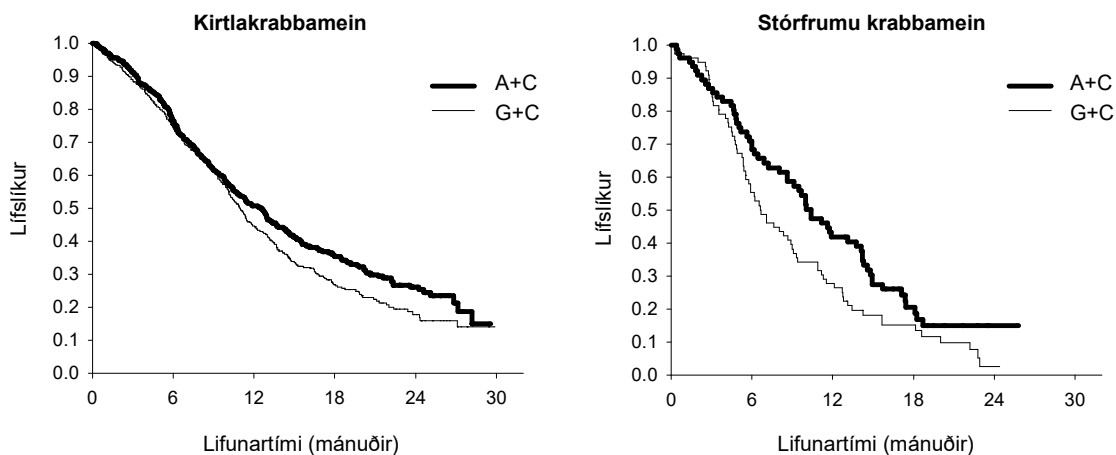 Kirtlakrabbamein
1.0
0.9
0.8
0.7
0.6
0.5
0.4
0.3
0.2
0.1
0.0
Lífslíkur
0 6 12 18 24 30
Lifunartími (mánuðir)
A+C
G+C
Stórfrumu krabbamein
1.0
0.9
0.8
0.7
0.6
0.5
0.4
0.3
0.2
0.1
0.0
Lífslíkur
0 6 12 18 24 30
Lifunartími (mánuðir)
A+C
G+C